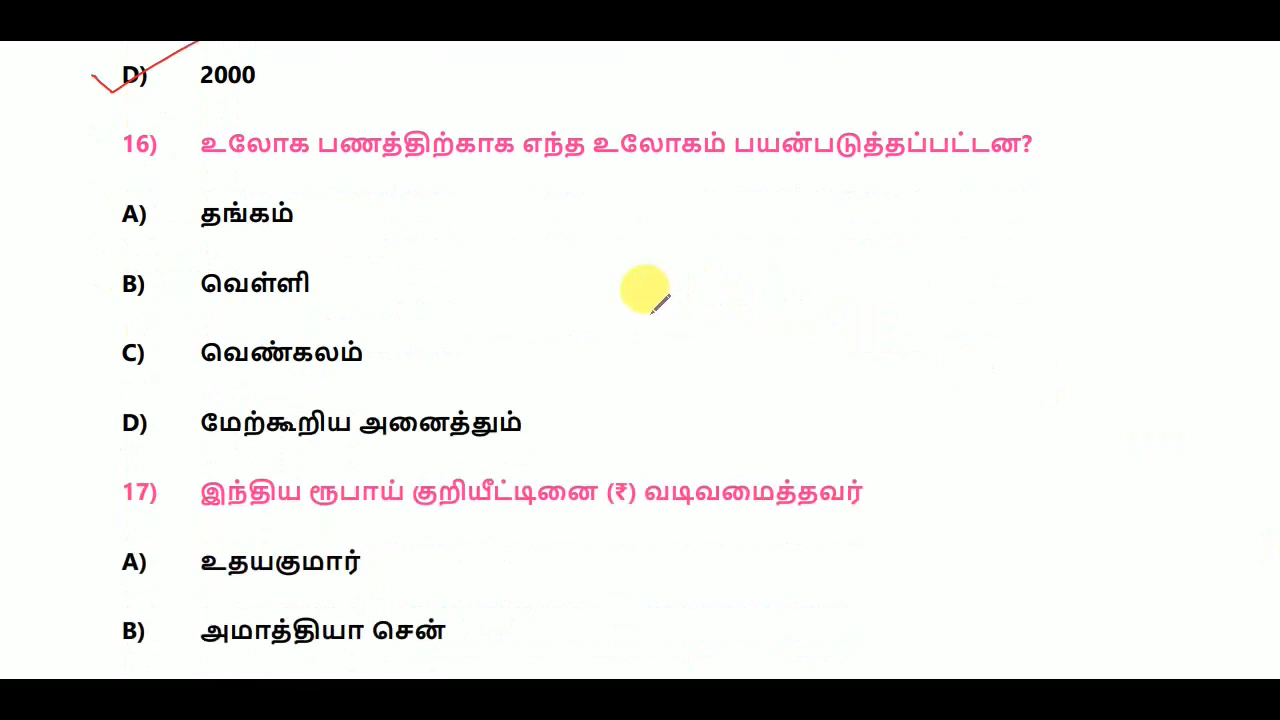 D) 2000
16) உலோக பணத்திற்காக எந்த உலோகம் பயன்படுத்தப்பட்டன?
A) தங்கம்
B) வெள்ளி
C) வெண்கலம்
D) மேற்கூறிய அனைத்தும்
17) இந்திய ரூபாய் குறியீட்டினை (₹) வடிவமைத்தவர்
A) உதயகுமார்
B) அமாத்தியா சென்